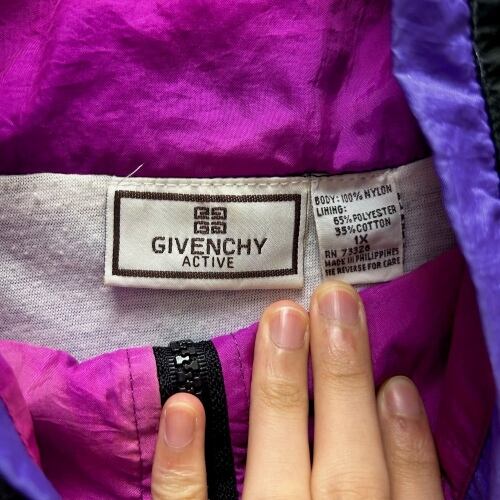 GIVENCHY
ACTIVE
BODY: 100% NYLON
LINING:
65% POLYESTER
35% COTTON
1X
RN 73326
MADE IN PHILIPPINES
SEE REVERSE FOR CARE